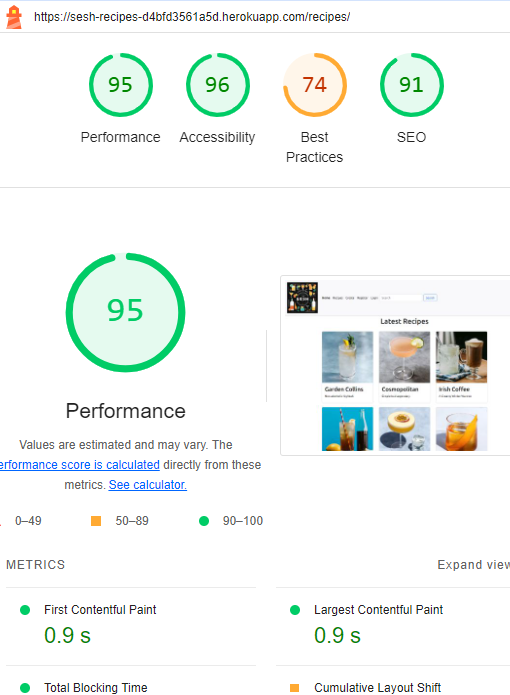 https://sesh-recipes-d4bfd3561a5d.herokuapp.com/recipes/
95
96
74
91
Performance
Accessibility
Best
Practices
SEO
95
Performance
Values are estimated and may vary. The
erformance score is calculated directly from these
metrics. See calculator.
0–49
50–89
90–100
Latest Recipes
Garden Collins
Cosmopolitan
Irish Coffee
METRICS
Expand view
First Contentful Paint
0.9 s
Largest Contentful Paint
0.9 s
Total Blocking Time
Cumulative Layout Shift